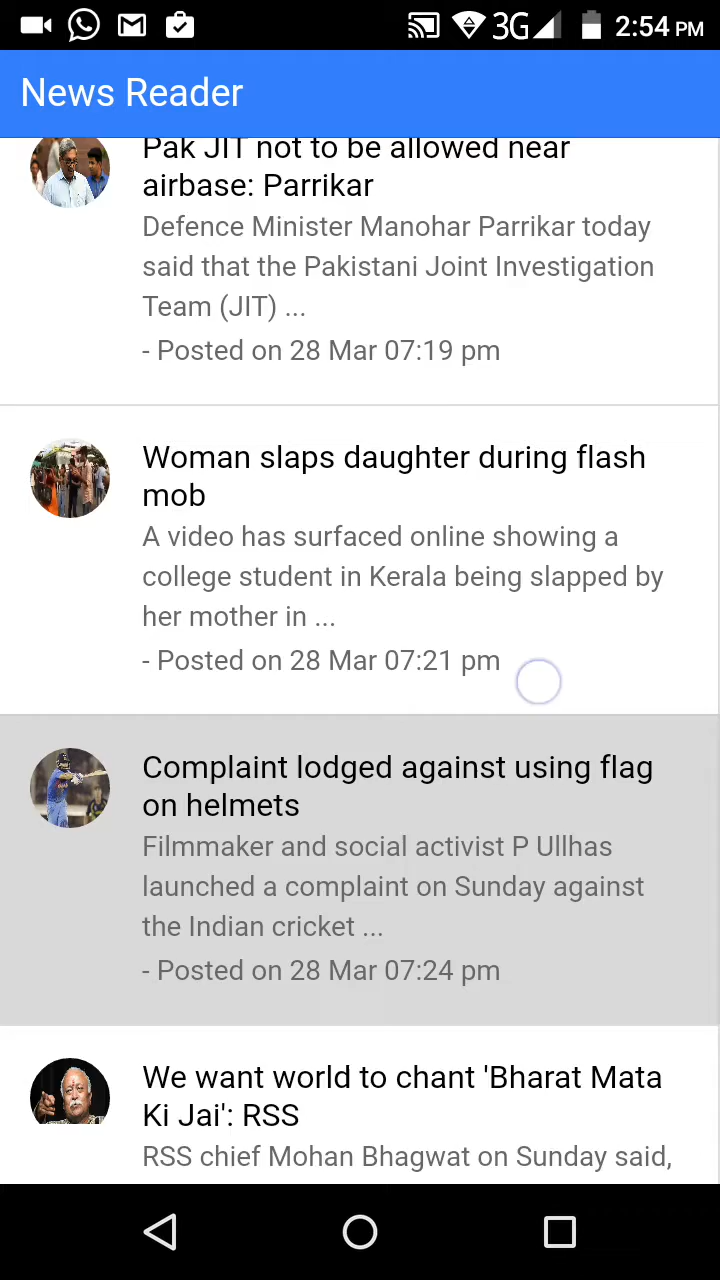 3G 2:54 PM
News Reader
Pak JIT not to be allowed near
airbase: Parrikar
Defence Minister Manohar Parrikar today
said that the Pakistani Joint Investigation
Team (JIT) ...
- Posted on 28 Mar 07:19 pm
Woman slaps daughter during flash
mob
A video has surfaced online showing a
college student in Kerala being slapped by
her mother in ...
- Posted on 28 Mar 07:21 pm
Complaint lodged against using flag
on helmets
Filmmaker and social activist P Ullhas
launched a complaint on Sunday against
the Indian cricket ...
- Posted on 28 Mar 07:24 pm
We want world to chant 'Bharat Mata
Ki Jai': RSS
RSS chief Mohan Bhagwat on Sunday said,